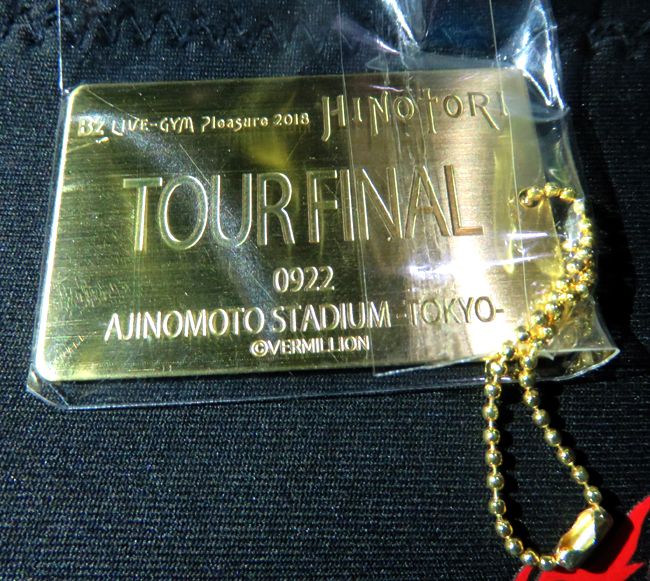 B'z LIVE-GYM Pleasure 2018 HINOTORI
TOUR FINAL
0922
AJINOMOTO STADIUM -TOKYO-
©VERMILLION